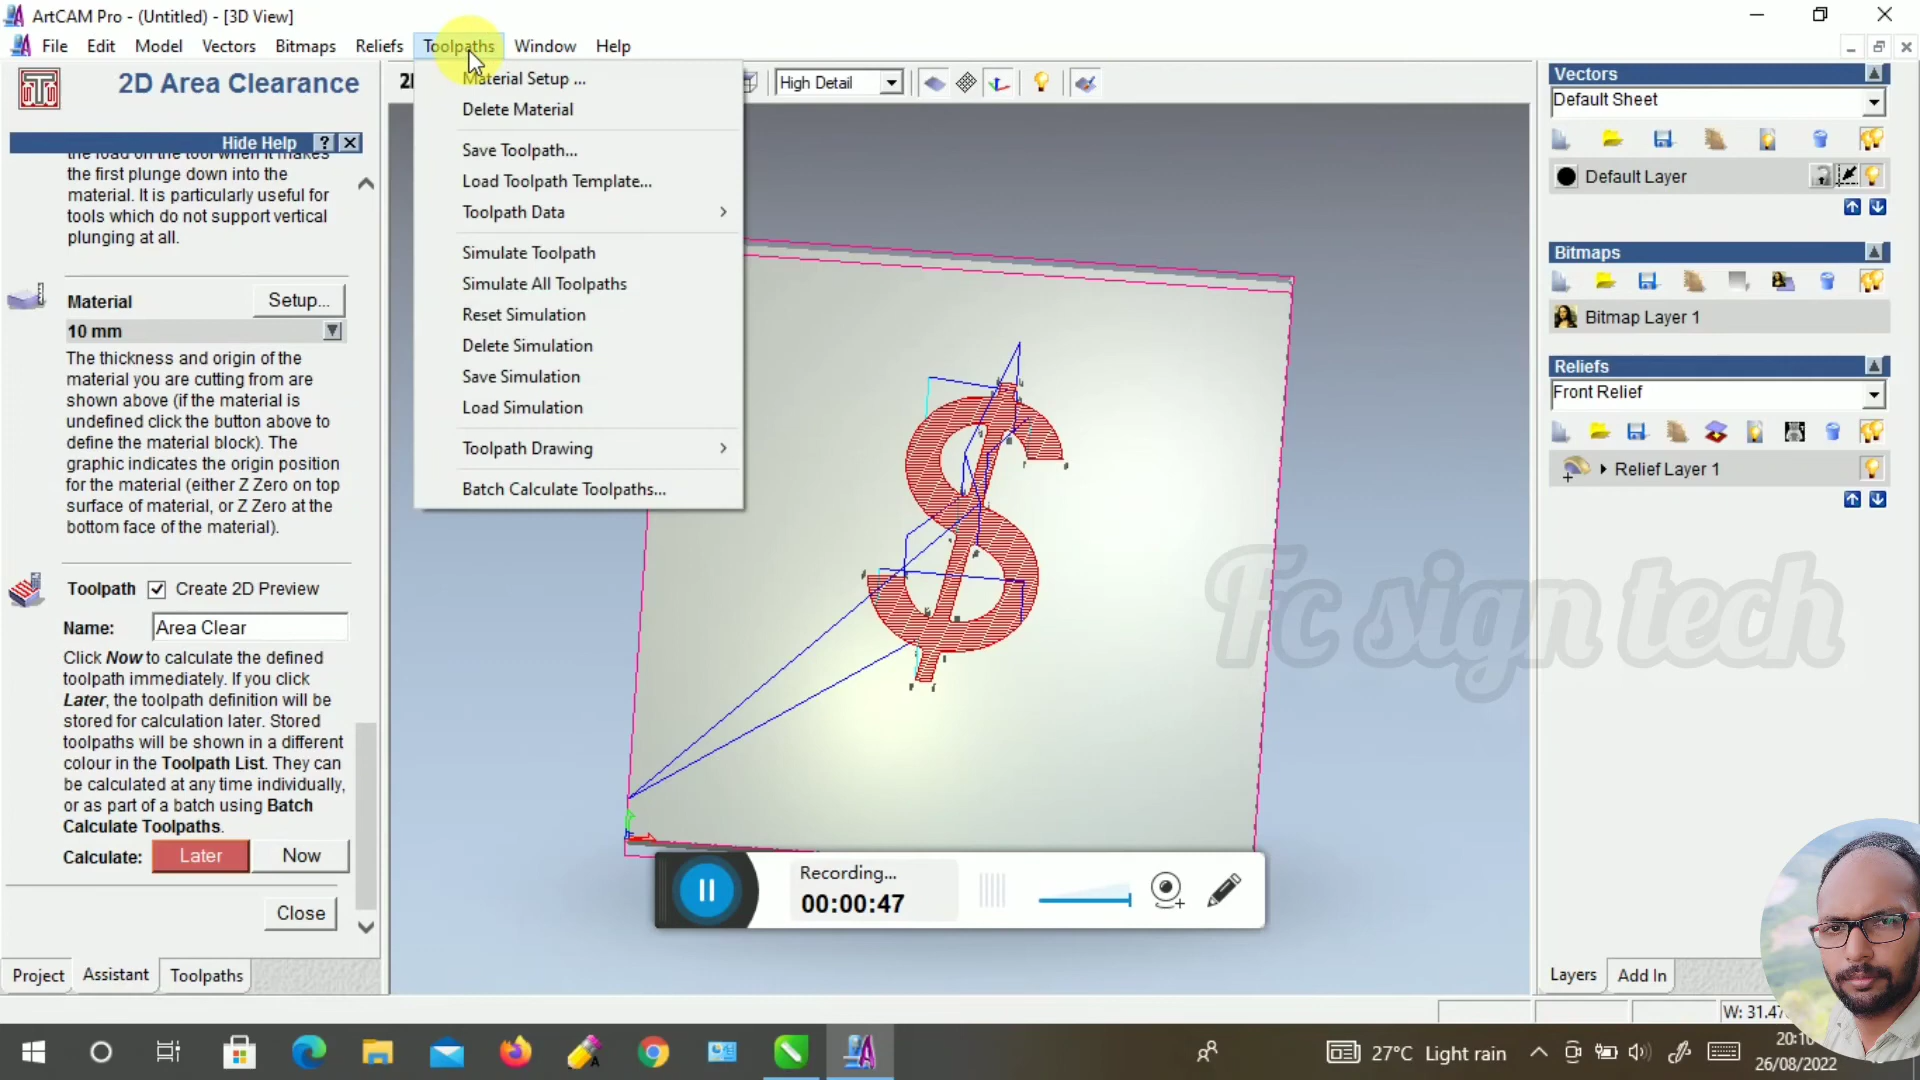 ArtCAM Pro - (Untitled) - [3D View]
File Edit Model Vectors Bitmaps Reliefs Toolpaths Window Help
2D Area Clearance
Hide Help ? X
the load on the tool when it makes
the first plunge down into the
material. It is particularly useful for
tools which do not support vertical
plunging at all.
Material Setup...
10 mm
The thickness and origin of the
material you are cutting from are
shown above (if the material is
undefined click the button above to
define the material block). The
graphic indicates the origin position
for the material (either Z Zero on top
surface of material, or Z Zero at the
bottom face of the material).
Toolpath Create 2D Preview
Name: Area Clear
Click Now to calculate the defined
toolpath immediately. If you click
Later, the toolpath definition will be
stored for calculation later. Stored
toolpaths will be shown in a different
colour in the Toolpath List. They can
be calculated at any time individually,
or as part of a batch using Batch
Calculate Toolpaths.
Calculate: Later Now
Close
Project Assistant Toolpaths
Material Setup ...
Delete Material
Save Toolpath...
Load Toolpath Template...
Toolpath Data
Simulate Toolpath
Simulate All Toolpaths
Reset Simulation
Delete Simulation
Save Simulation
Load Simulation
Toolpath Drawing
Batch Calculate Toolpaths...
High Detail
$
Fc sign tech
Recording...
00:00:47
Vectors
Default Sheet
Default Layer
Bitmaps
Bitmap Layer 1
Reliefs
Front Relief
Relief Layer 1
Layers Add In
27°C Light rain
26/08/2022